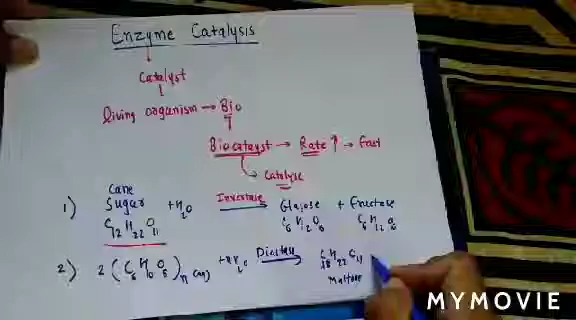 Enzyme Catalysis
Catalyst
living organism → Bio
Biocatalyst → Rate ↑ → Fast
Catalyse
1) Cane Sugar + H2O Invertase Glucose + Fructose
C12H22O11 C6H12O6 C6H12O6
2) 2(C6H10O5)n (aq) + nH2O Diastase C12H22O11
Maltose
MYMOVIE